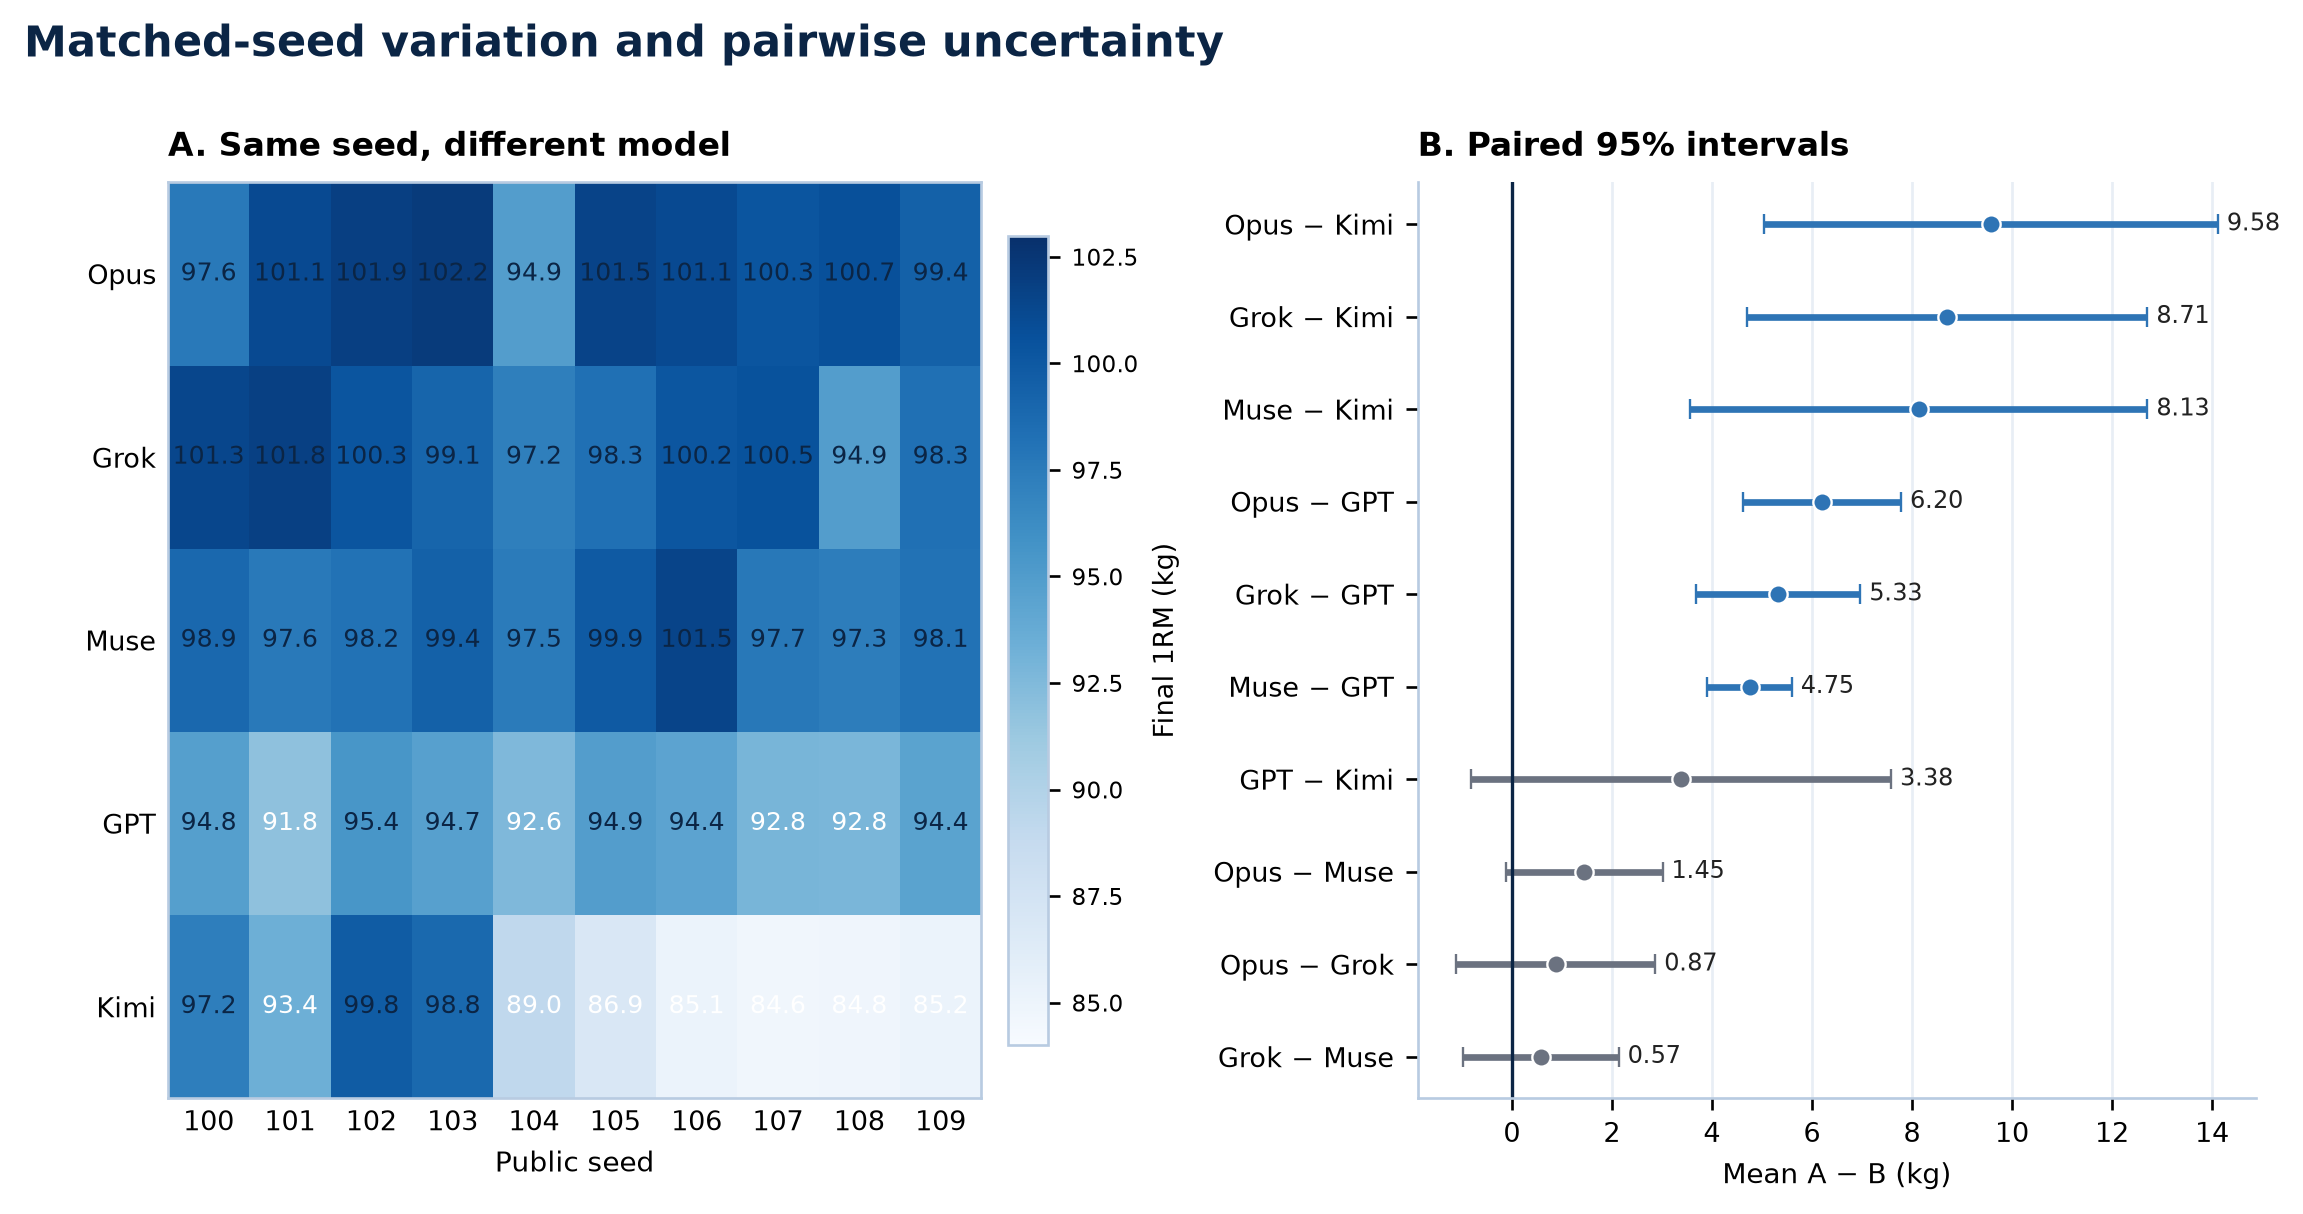 Matched-seed variation and pairwise uncertainty
A. Same seed, different model
Opus 97.6 101.1 101.9 102.2 94.9 101.5 101.1 100.3 100.7 99.4
Grok 101.3 101.8 100.3 99.1 97.2 98.3 100.2 100.5 94.9 98.3
Muse 98.9 97.6 98.2 99.4 97.5 99.9 101.5 97.7 97.3 98.1
GPT 94.8 91.8 95.4 94.7 92.6 94.9 94.4 92.8 92.8 94.4
Kimi 97.2 93.4 99.8 98.8 89.0 86.9 85.1 84.6 84.8 85.2
100 101 102 103 104 105 106 107 108 109
Public seed
102.5
100.0
97.5
95.0
92.5
90.0
87.5
85.0
Final 1RM (kg)
B. Paired 95% intervals
Opus − Kimi 9.58
Grok − Kimi 8.71
Muse − Kimi 8.13
Opus − GPT 6.20
Grok − GPT 5.33
Muse − GPT 4.75
GPT − Kimi 3.38
Opus − Muse 1.45
Opus − Grok 0.87
Grok − Muse 0.57
0 2 4 6 8 10 12 14
Mean A − B (kg)